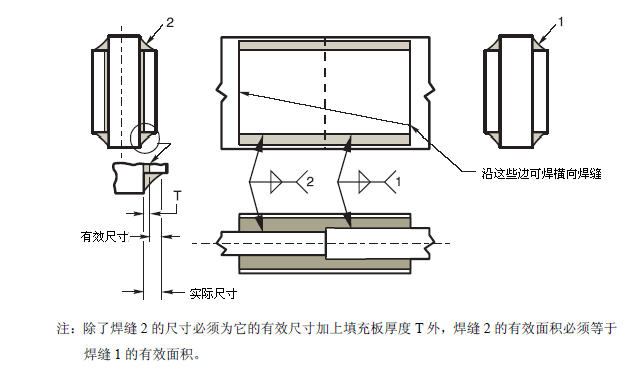 2
1
沿这些边可焊横向焊缝
2
1
T
有效尺寸
实际尺寸
注：除了焊缝 2 的尺寸必须为它的有效尺寸加上填充板厚度 T 外，焊缝 2 的有效面积必须等于
焊缝 1 的有效面积。